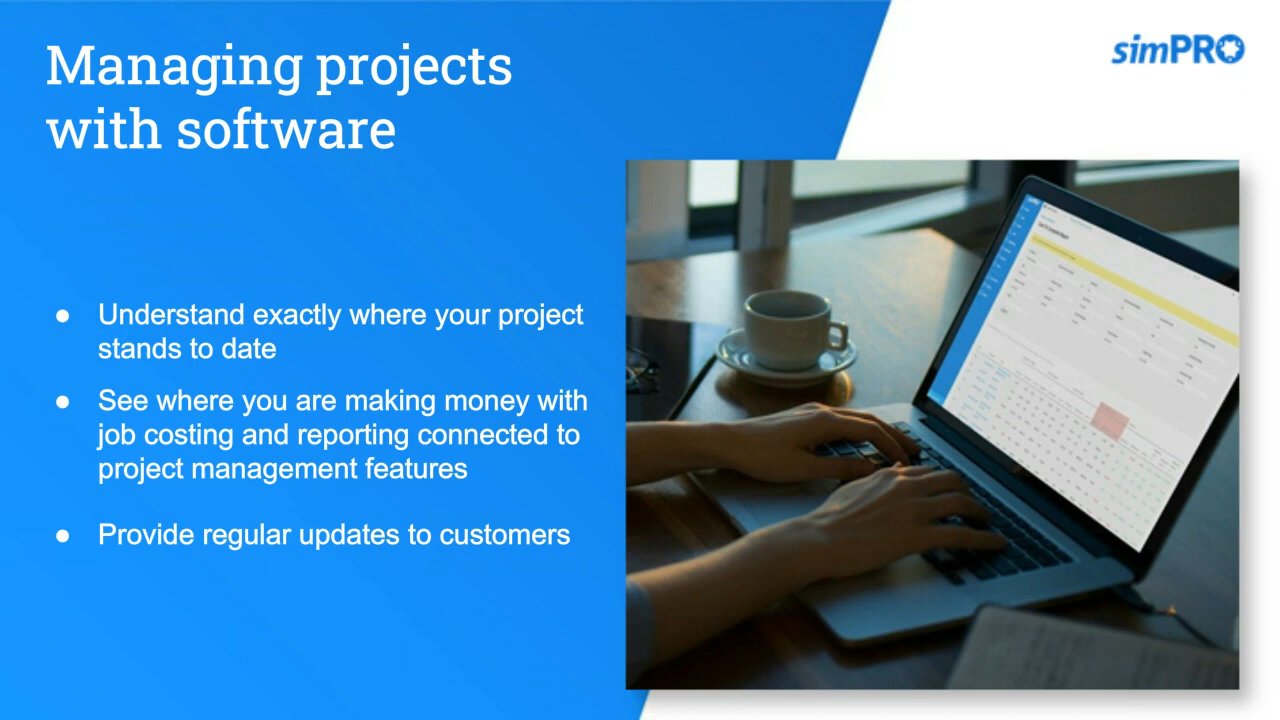 Managing projects
with software
simPRO
● Understand exactly where your project
stands to date
● See where you are making money with
job costing and reporting connected to
project management features
● Provide regular updates to customers